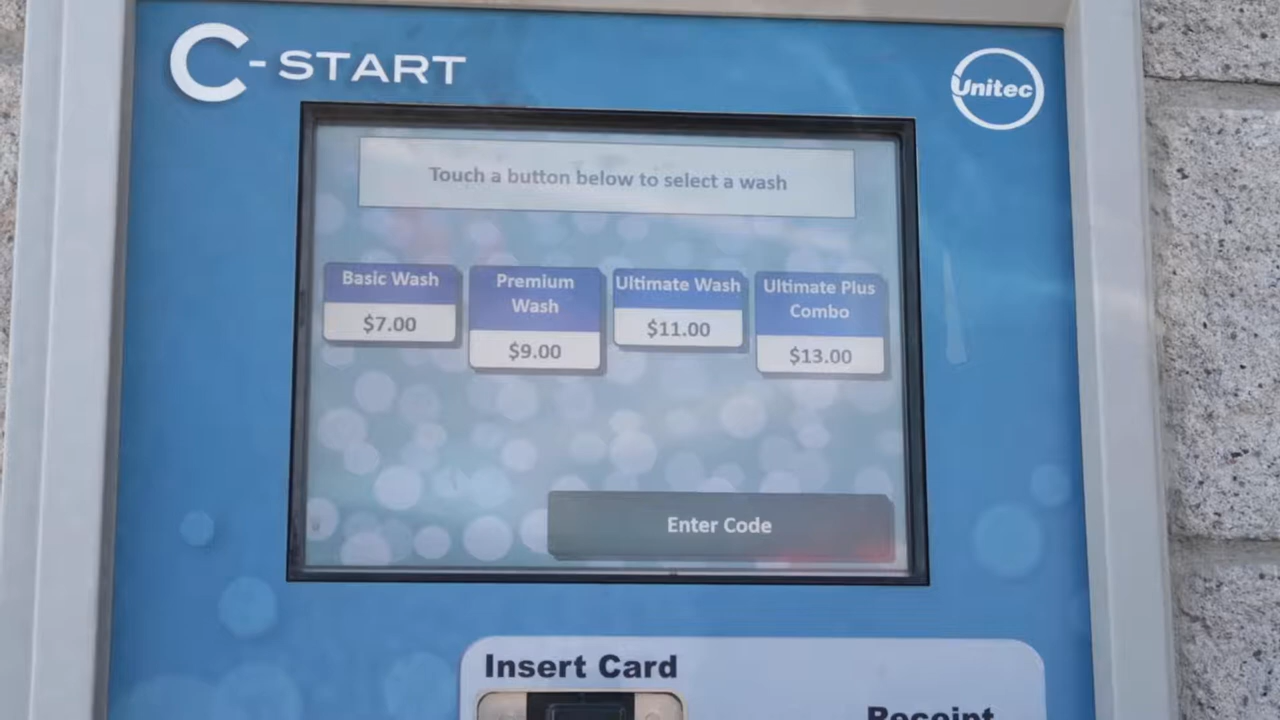 C-START
Unitec
Touch a button below to select a wash
Basic Wash
$7.00
Premium
Wash
$9.00
Ultimate Wash
$11.00
Ultimate Plus
Combo
$13.00
Enter Code
Insert Card
Receipt